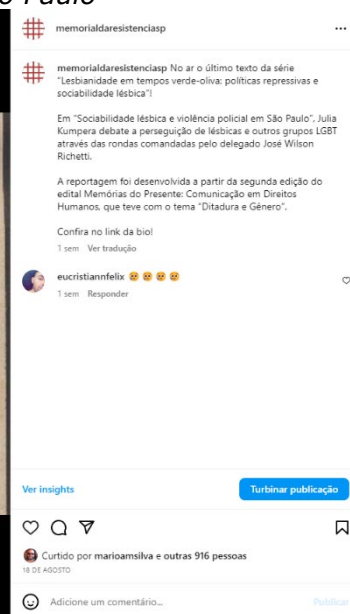 o Paulo
memorialdaresistenciasp
memorialdaresistenciasp No ar o último texto da série
"Lesbianidade em tempos verde-oliva: políticas repressivas e
sociabilidade lésbica"!
Em "Sociabilidade lésbica e violência policial em São Paulo", Julia
Kumpera debate a perseguição de lésbicas e outros grupos LGBT
através das rondas comandadas pelo delegado José Wilson
Richetti.
A reportagem foi desenvolvida a partir da segunda edição do
edital Memórias do Presente: Comunicação em Direitos
Humanos, que teve com o tema "Ditadura e Gênero".
Confira no link da bio!
1 sem Ver tradução
eucristiannfelix 😢 😢 😢 😢
1 sem Responder
Ver insights
Turbinar publicação
Curtido por marioamsilva e outras 916 pessoas
18 DE AGOSTO
Adicione um comentário...
Publicar